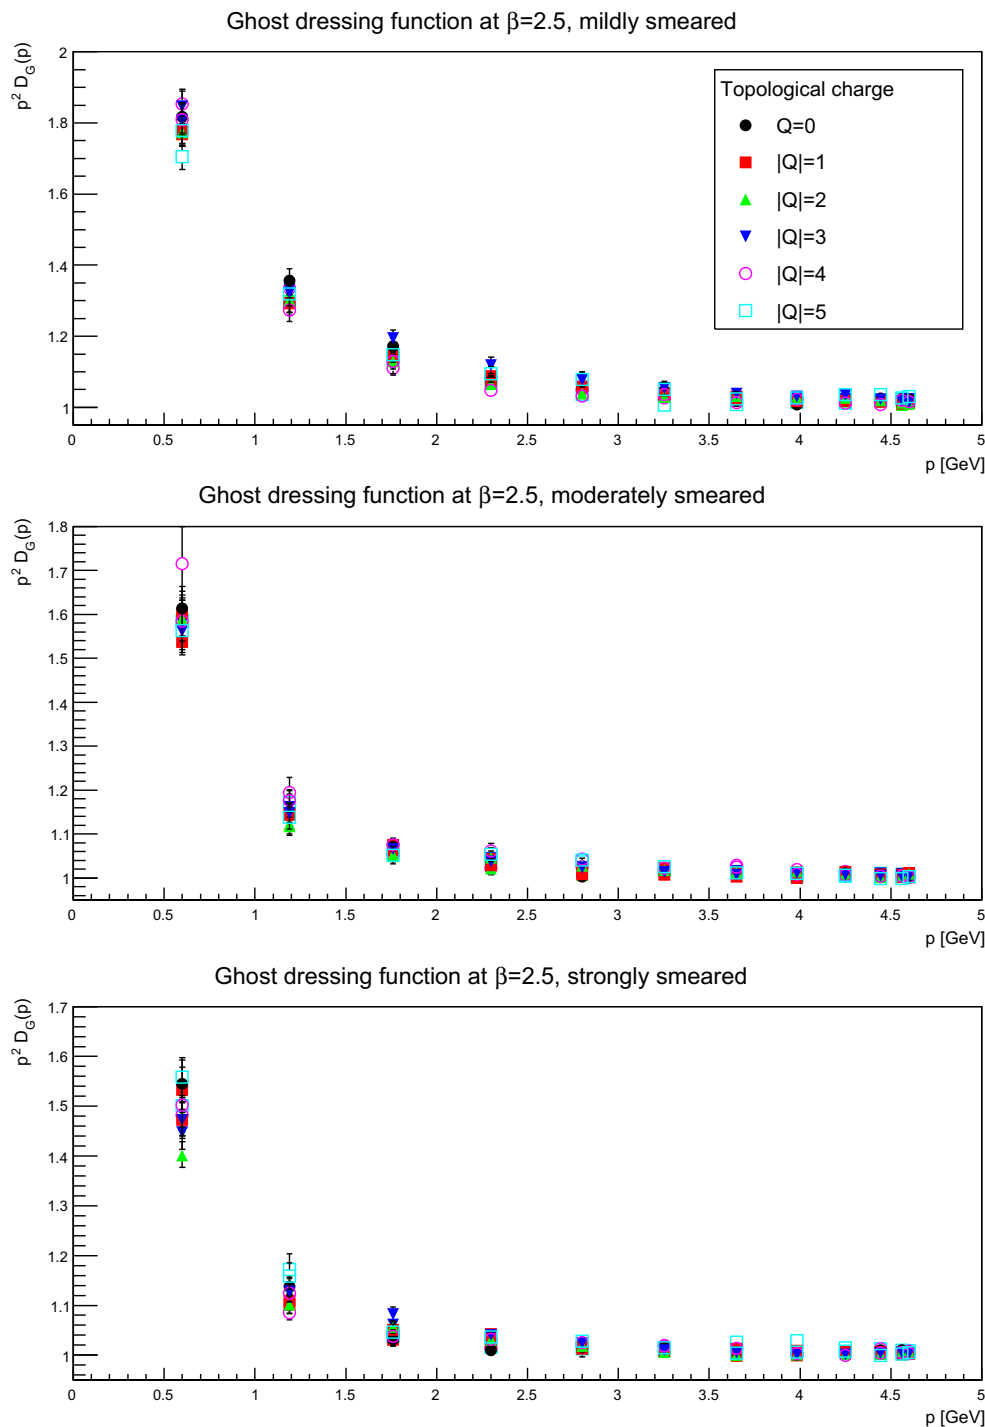 Ghost dressing function at β=2.5, mildly smeared
p² D_G(p)
2
1.8
1.6
1.4
1.2
1
Topological charge
Q=0
|Q|=1
|Q|=2
|Q|=3
|Q|=4
|Q|=5
0 0.5 1 1.5 2 2.5 3 3.5 4 4.5 5
p [GeV]
Ghost dressing function at β=2.5, moderately smeared
p² D_G(p)
1.8
1.7
1.6
1.5
1.4
1.3
1.2
1.1
1
0 0.5 1 1.5 2 2.5 3 3.5 4 4.5 5
p [GeV]
Ghost dressing function at β=2.5, strongly smeared
p² D_G(p)
1.7
1.6
1.5
1.4
1.3
1.2
1.1
1
0 0.5 1 1.5 2 2.5 3 3.5 4 4.5 5
p [GeV]